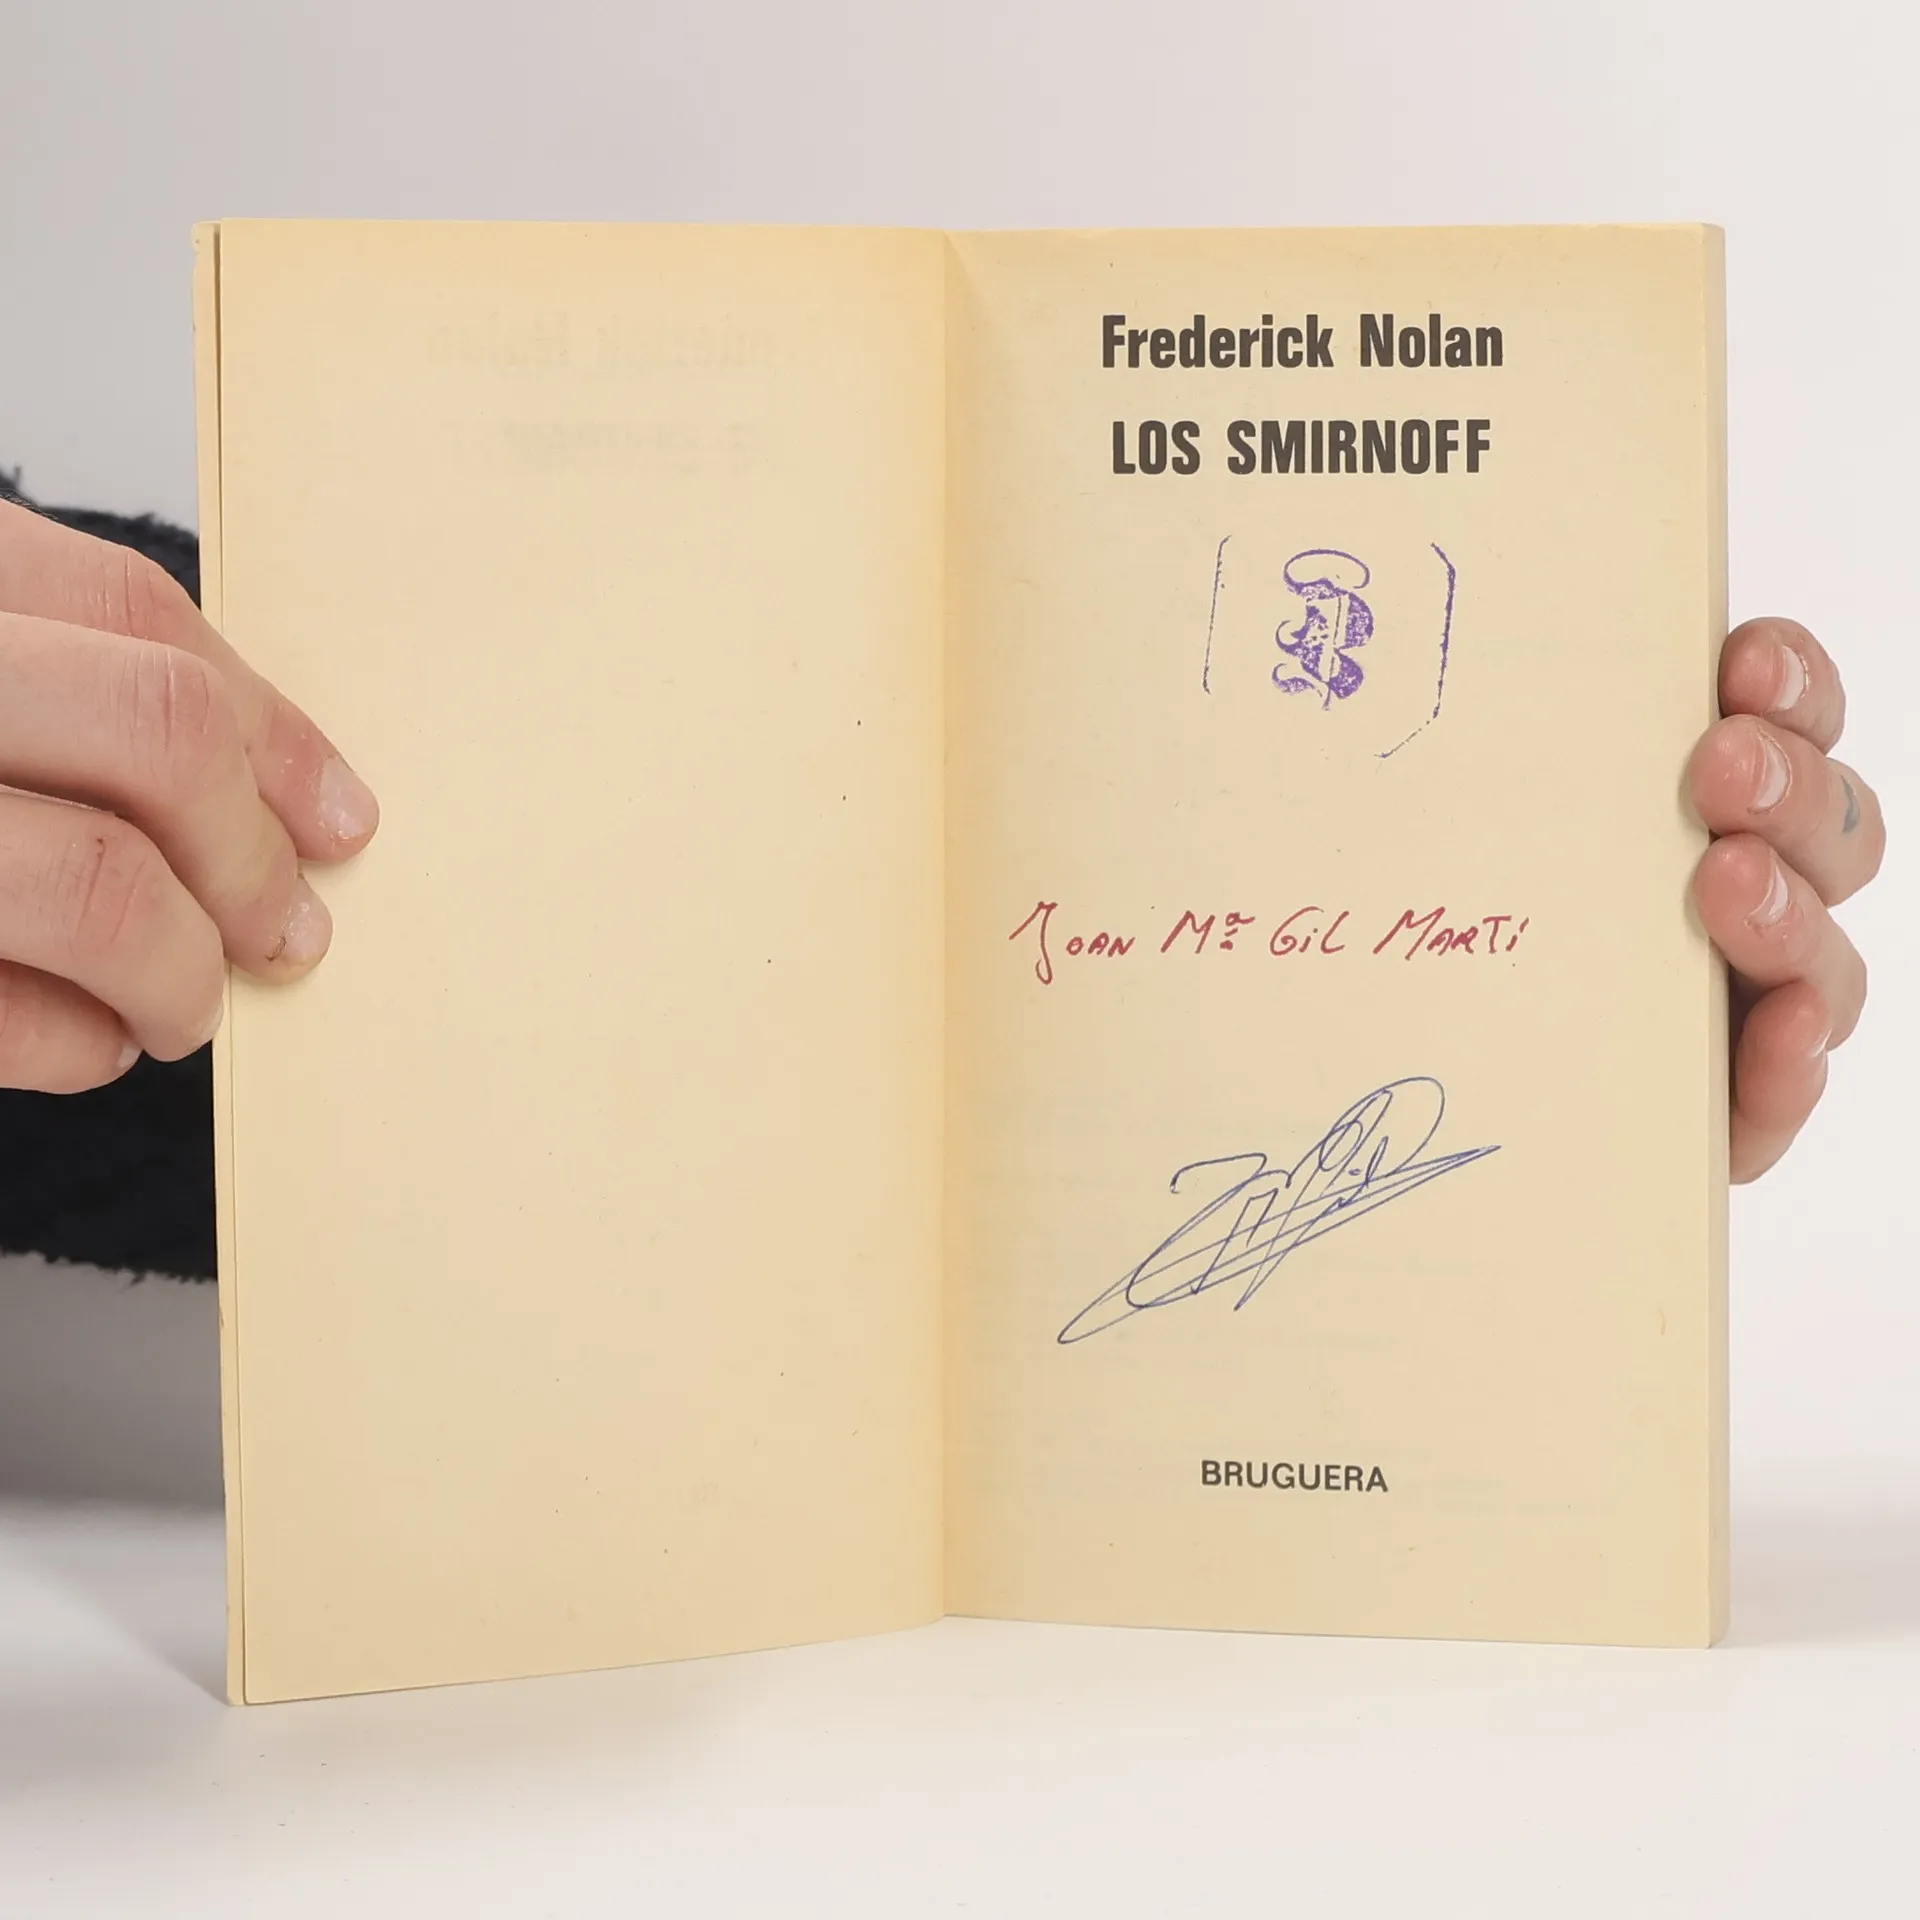 Frederick Nolan
LOS SMIRNOFF
Joan Mª Gil Martí
BRUGUERA